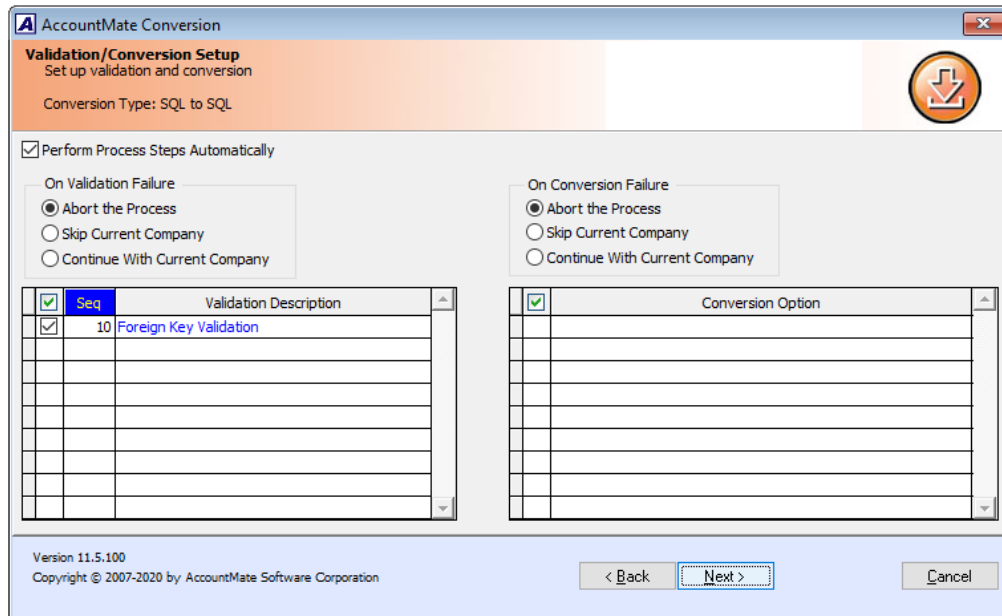 AccountMate Conversion
Validation/Conversion Setup
Set up validation and conversion
Conversion Type: SQL to SQL
Perform Process Steps Automatically
On Validation Failure
Abort the Process
Skip Current Company
Continue With Current Company
On Conversion Failure
Abort the Process
Skip Current Company
Continue With Current Company
Seq Validation Description
10 Foreign Key Validation
Conversion Option
Version 11.5.100
Copyright © 2007-2020 by AccountMate Software Corporation
< Back Next > Cancel